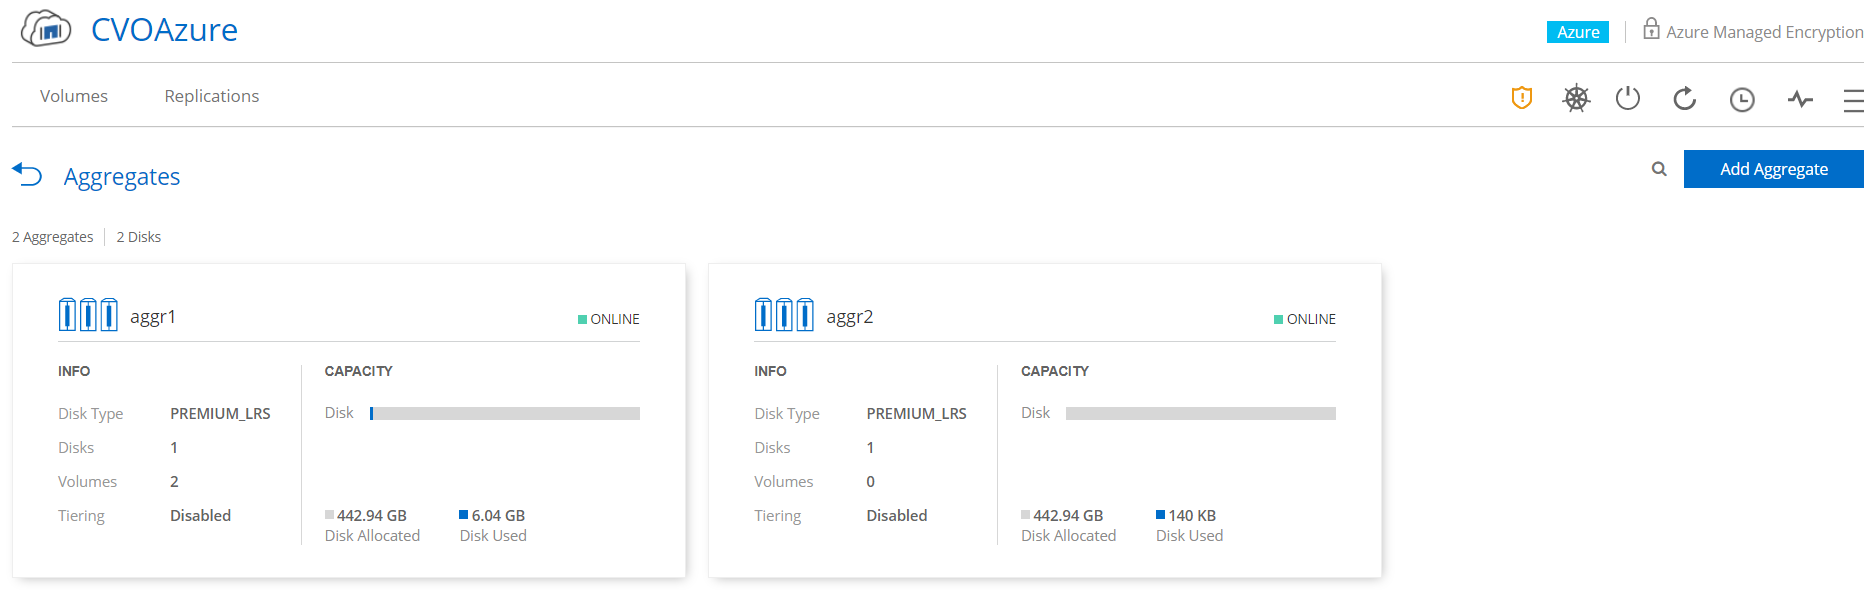 CVOAzure
Azure
Azure Managed Encryption
Volumes Replications
Aggregates
Add Aggregate
2 Aggregates 2 Disks
aggr1 ONLINE
INFO
Disk Type PREMIUM_LRS
Disks 1
Volumes 2
Tiering Disabled
CAPACITY
Disk
442.94 GB 6.04 GB
Disk Allocated Disk Used
aggr2 ONLINE
INFO
Disk Type PREMIUM_LRS
Disks 1
Volumes 0
Tiering Disabled
CAPACITY
Disk
442.94 GB 140 KB
Disk Allocated Disk Used